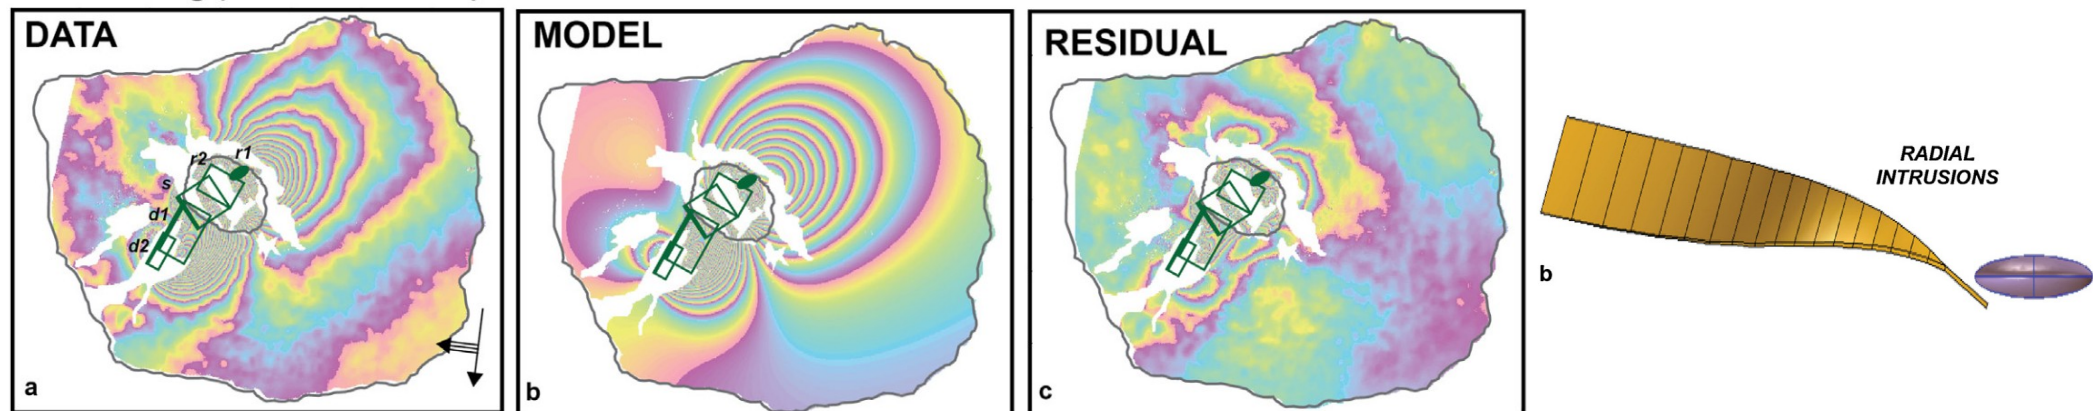 DATA
r2
r1
s
d1
d2
a
MODEL
b
RESIDUAL
c
RADIAL
INTRUSIONS
b